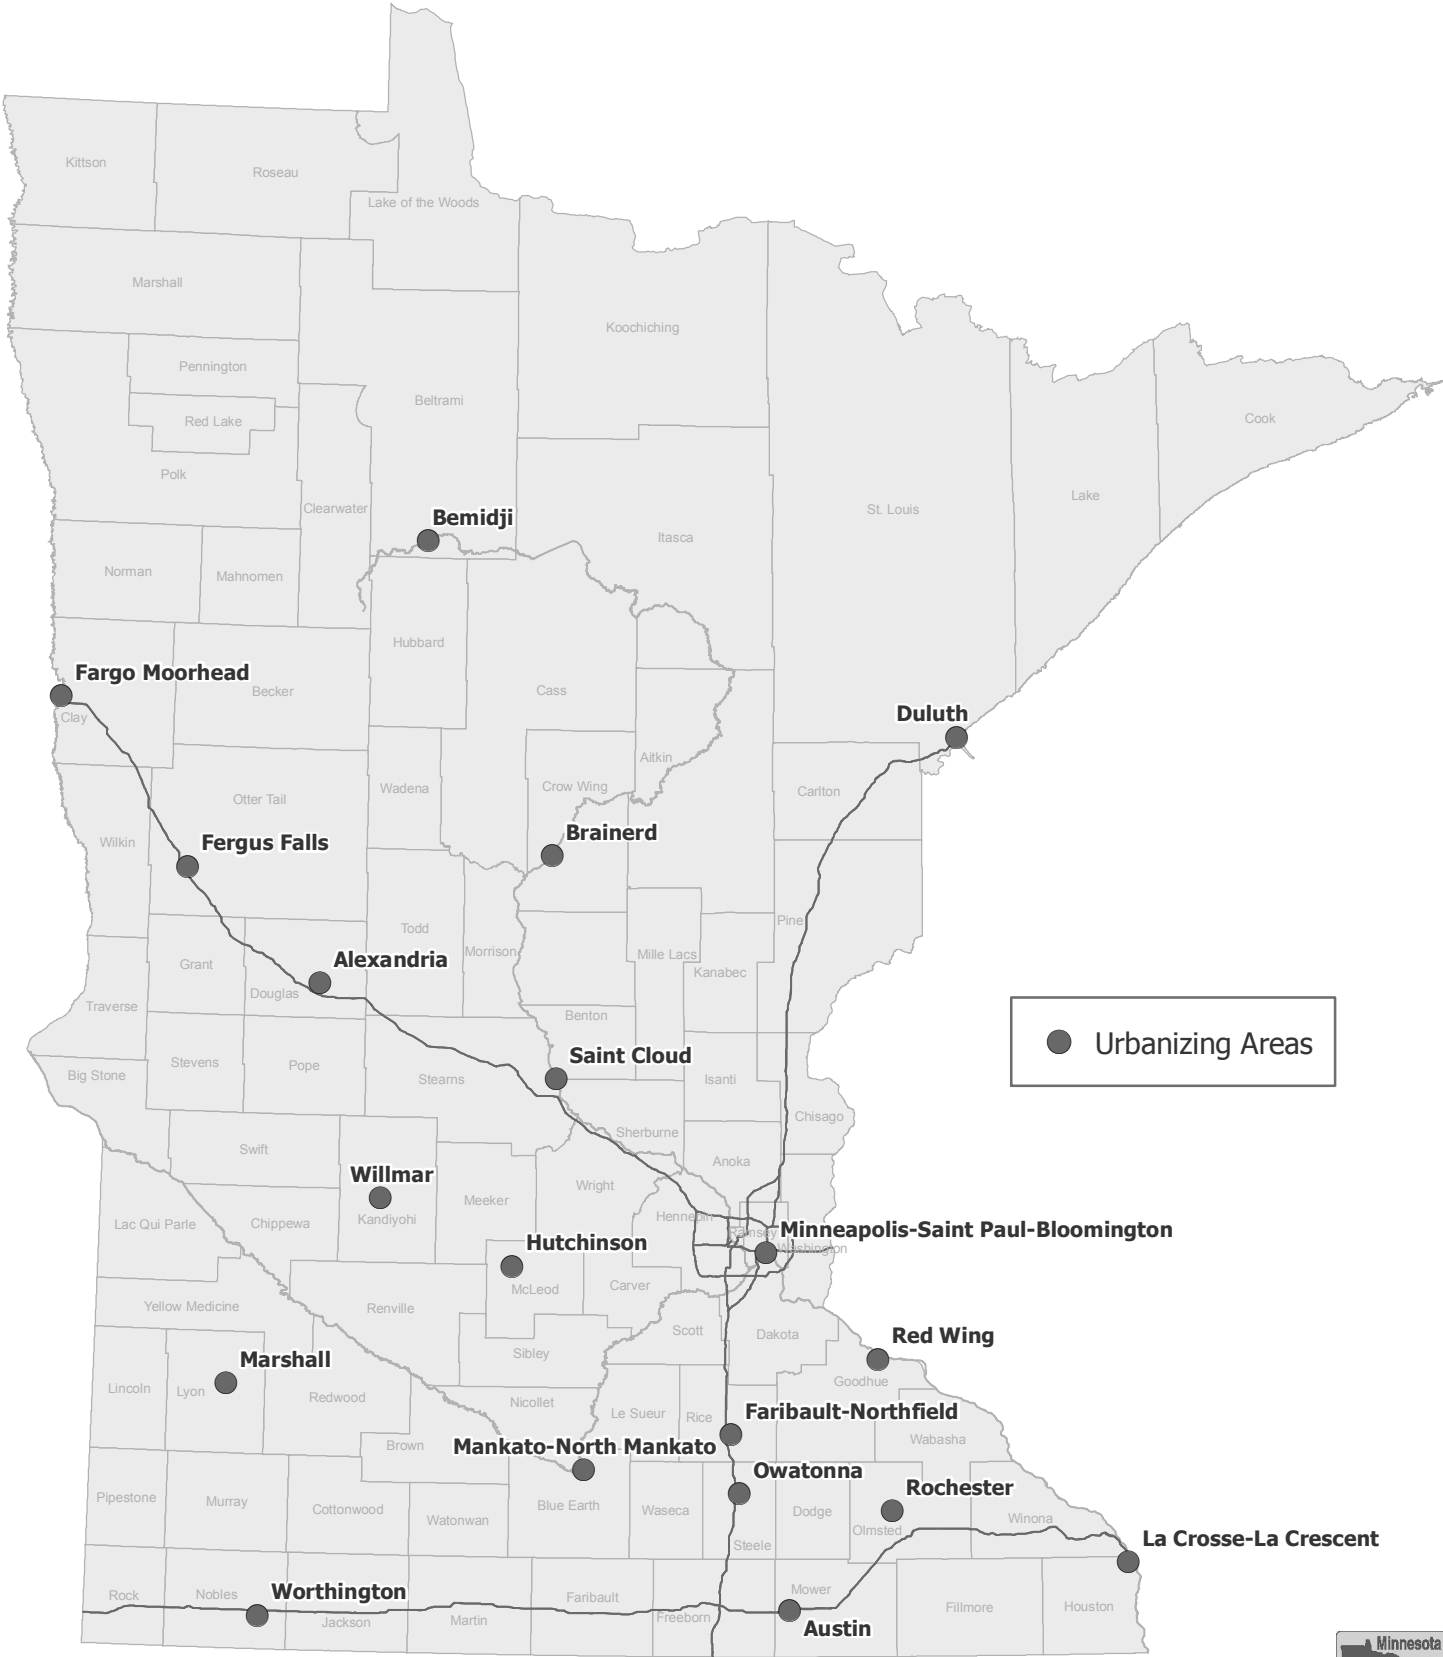 Kittson
Roseau
Lake of the Woods
Marshall
Koochiching
Pennington
Beltrami
Red Lake
Cook
Polk
Lake
Clearwater
St. Louis
Bemidji
Itasca
Norman
Mahnomen
Hubbard
Fargo Moorhead
Becker
Cass
Clay
Duluth
Aitkin
Crow Wing
Wadena
Carlton
Otter Tail
Brainerd
Wilkin
Fergus Falls
Pine
Todd
Morrison
Mille Lacs
Alexandria
Grant
Kanabec
Douglas
Traverse
Benton
Urbanizing Areas
Saint Cloud
Stevens
Pope
Big Stone
Stearns
Isanti
Chisago
Sherburne
Swift
Anoka
Willmar
Wright
Meeker
Hennepin
Kandiyohi
Lac Qui Parle
Chippewa
Minneapolis-Saint Paul-Bloomington
Ramsey
Washington
Hutchinson
McLeod
Carver
Yellow Medicine
Renville
Scott
Dakota
Red Wing
Sibley
Marshall
Goodhue
Lincoln
Lyon
Redwood
Nicollet
Le Sueur
Rice
Faribault-Northfield
Wabasha
Brown
Mankato-North Mankato
Owatonna
Rochester
Pipestone
Murray
Cottonwood
Watonwan
Blue Earth
Waseca
Dodge
Olmsted
Winona
Steele
La Crosse-La Crescent
Rock
Nobles
Worthington
Jackson
Martin
Faribault
Freeborn
Mower
Austin
Fillmore
Houston
Minnesota